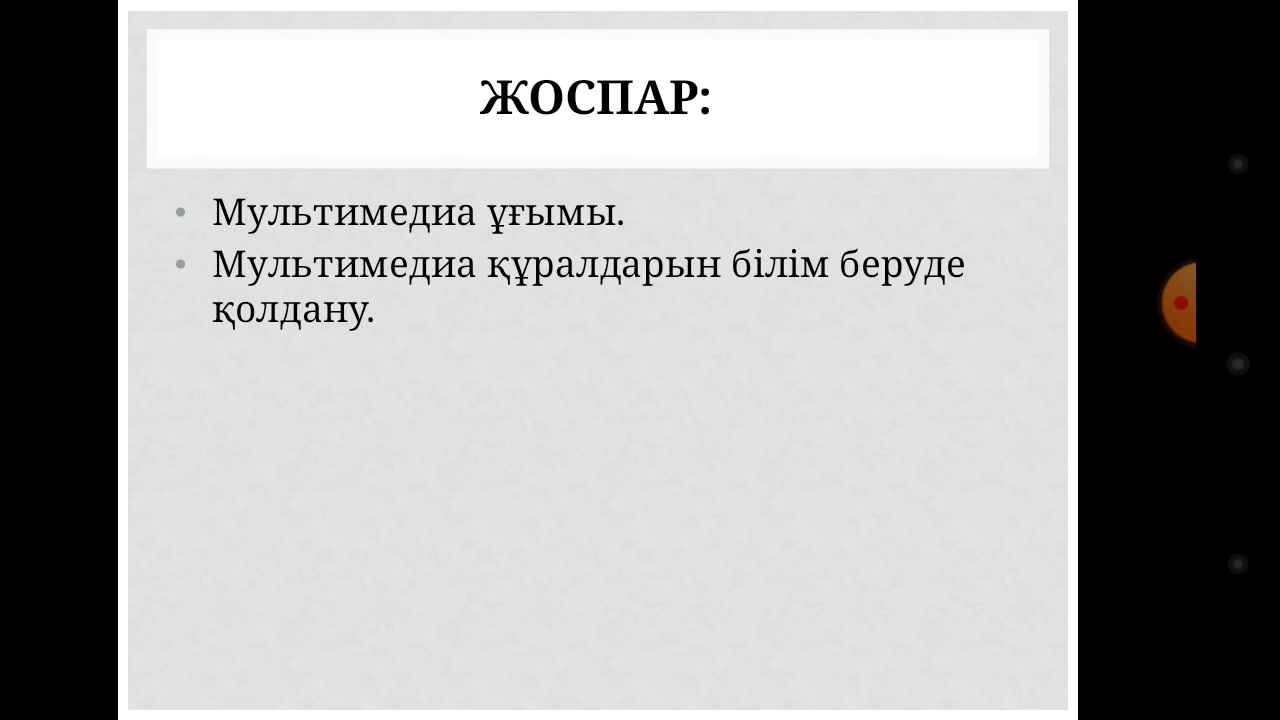 ЖОСПАР:
• Мультимедиа ұғымы.
• Мультимедиа құралдарын білім беруде
қолдану.